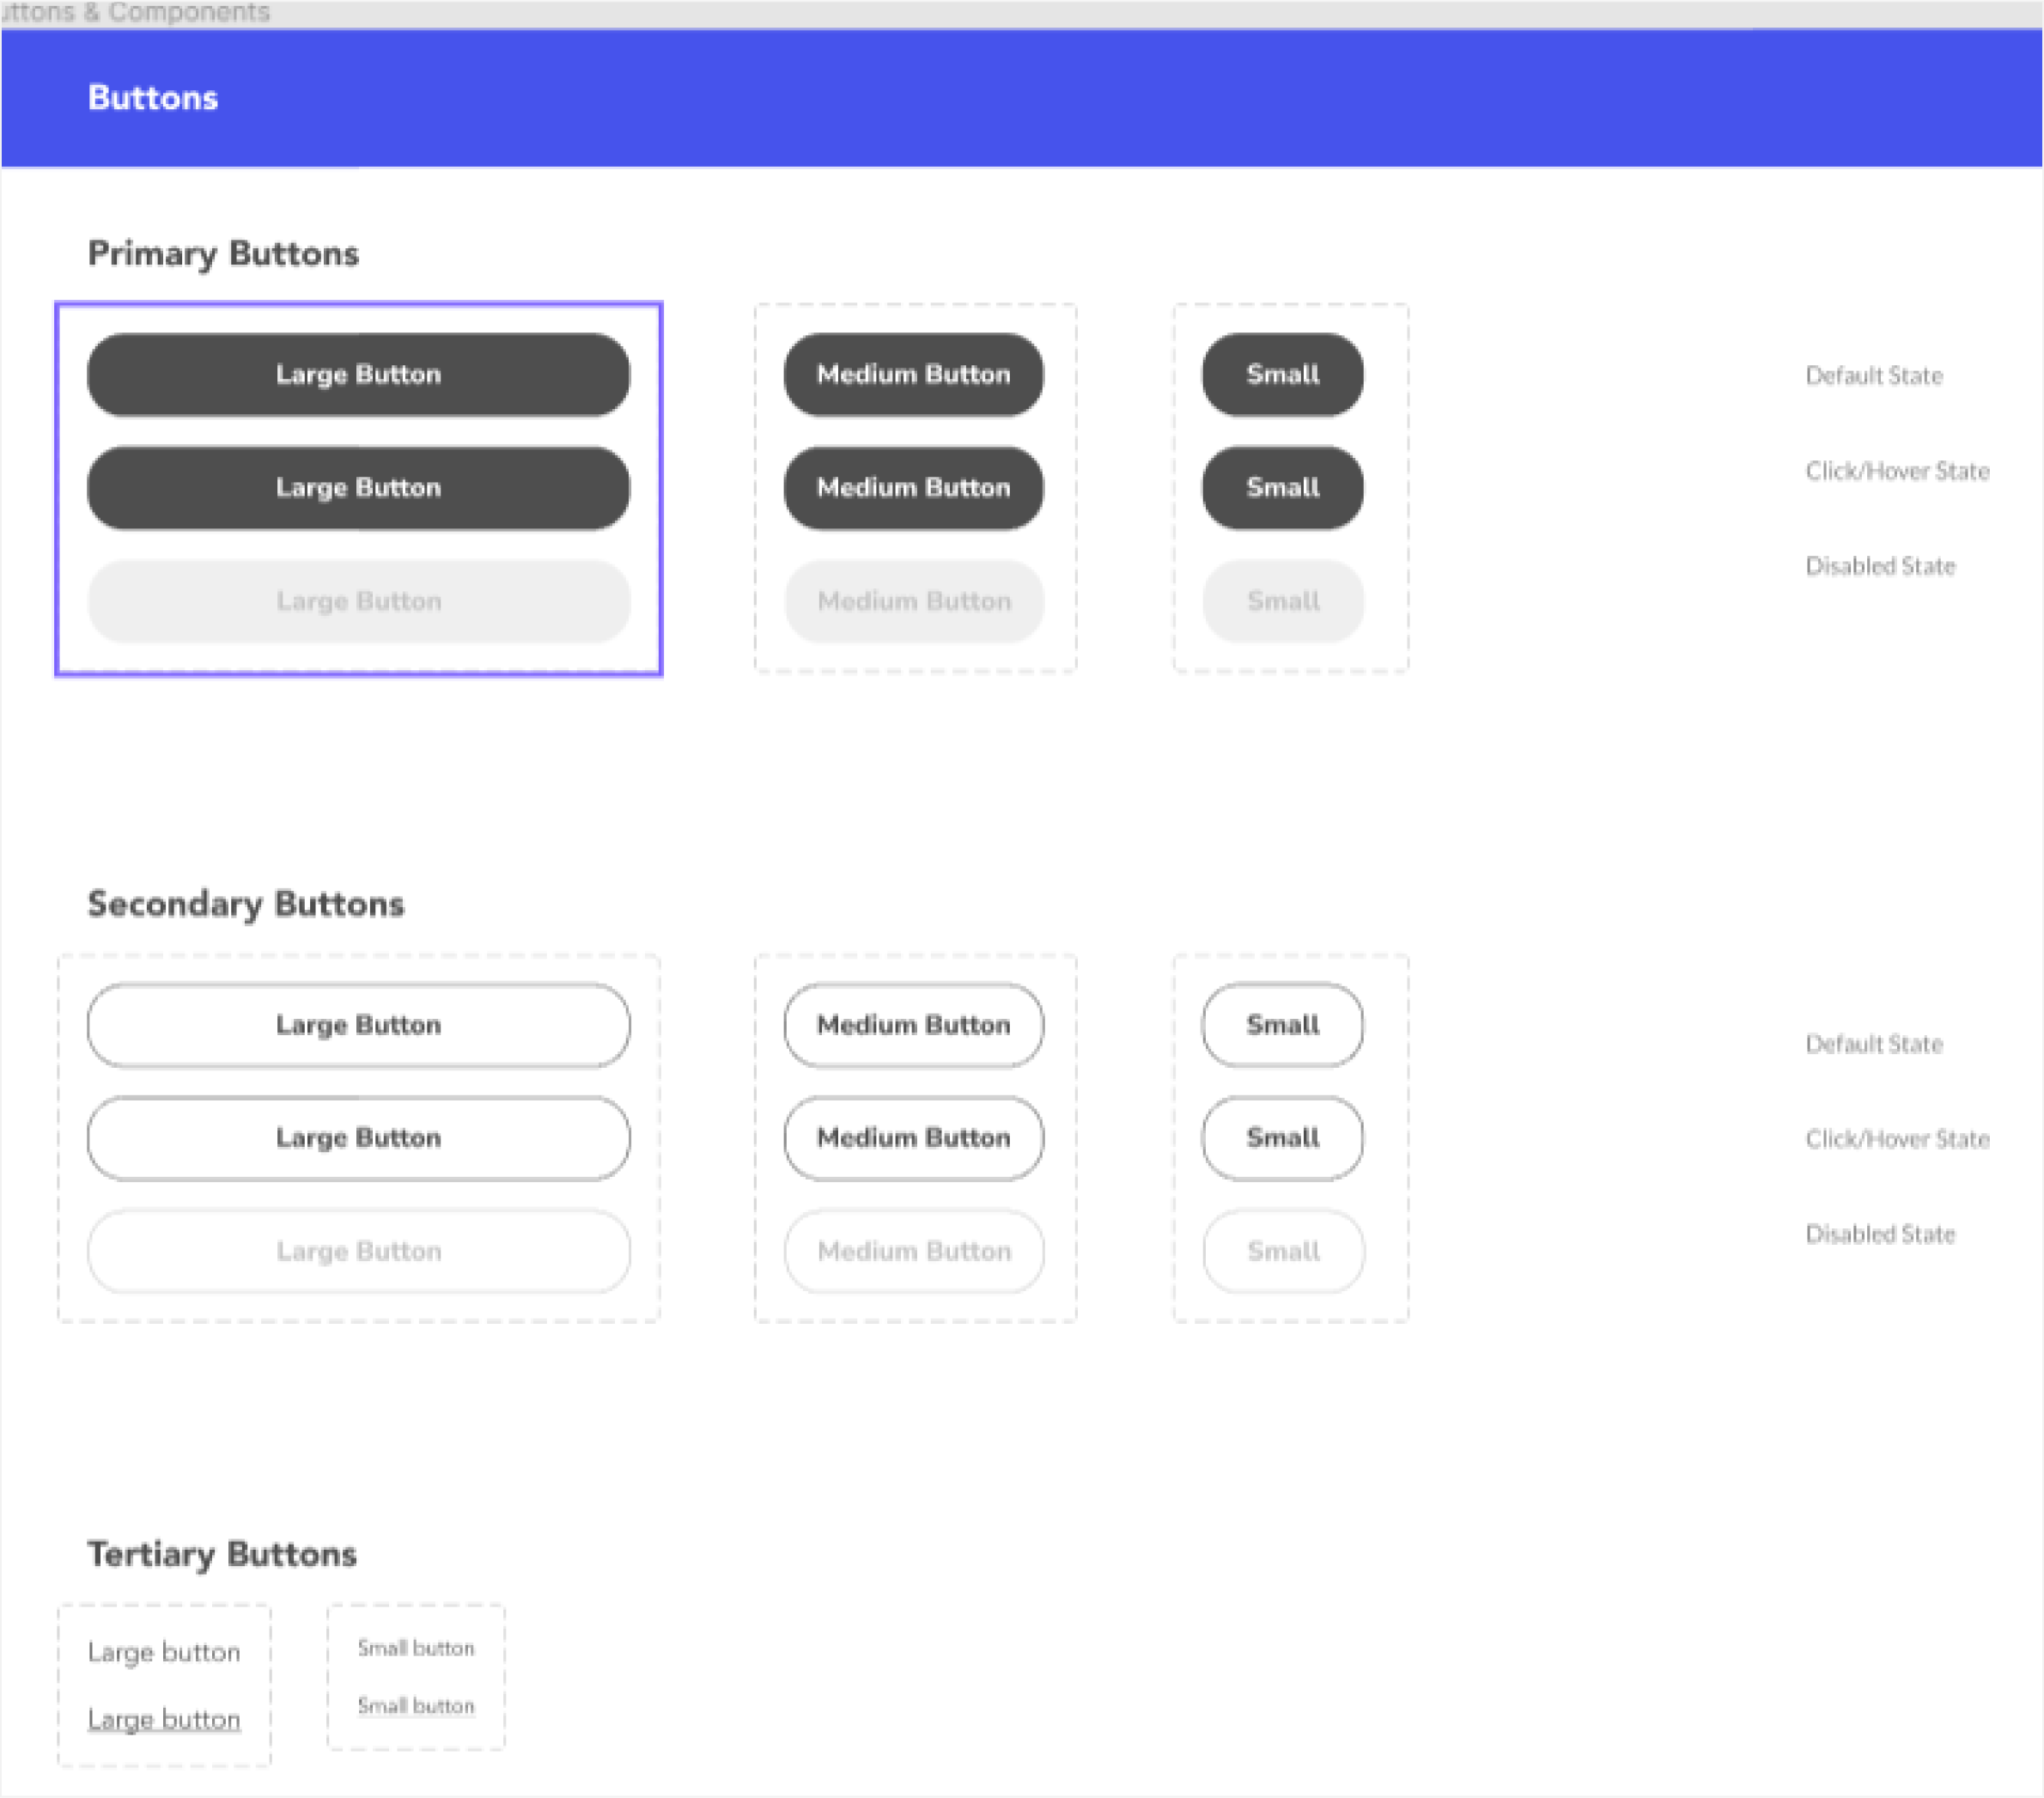 uttons & Components
Buttons
Primary Buttons
Large Button Medium Button Small Default State
Large Button Medium Button Small Click/Hover State
Large Button Medium Button Small Disabled State
Secondary Buttons
Large Button Medium Button Small Default State
Large Button Medium Button Small Click/Hover State
Large Button Medium Button Small Disabled State
Tertiary Buttons
Large button Small button
Large button Small button